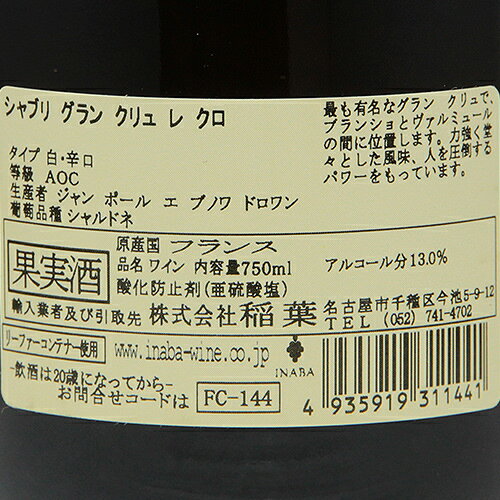 シャブリ グラン クリュ レ クロ
タイプ 白・辛口
等級 AOC
生産者 ジャン ポール エ ブノワ ドロワン
葡萄品種 シャルドネ
最も有名なグラン クリュで、
ブランショとヴァルミュール
の間に位置します。力強く堂
々とした風味、人を圧倒する
パワーをもっています。
果実酒
原産国 フランス
品名 ワイン 内容量750ml
酸化防止剤(亜硫酸塩)
アルコール分13.0%
輸入業者及び引取先 株式会社 稲葉
名古屋市千種区今池5-9-12
TEL (052) 741-4702
リーファーコンテナー使用
www.inaba-wine.co.jp
INABA
-飲酒は20歳になってから-
お問合せコードは FC-144
4 935919 311441